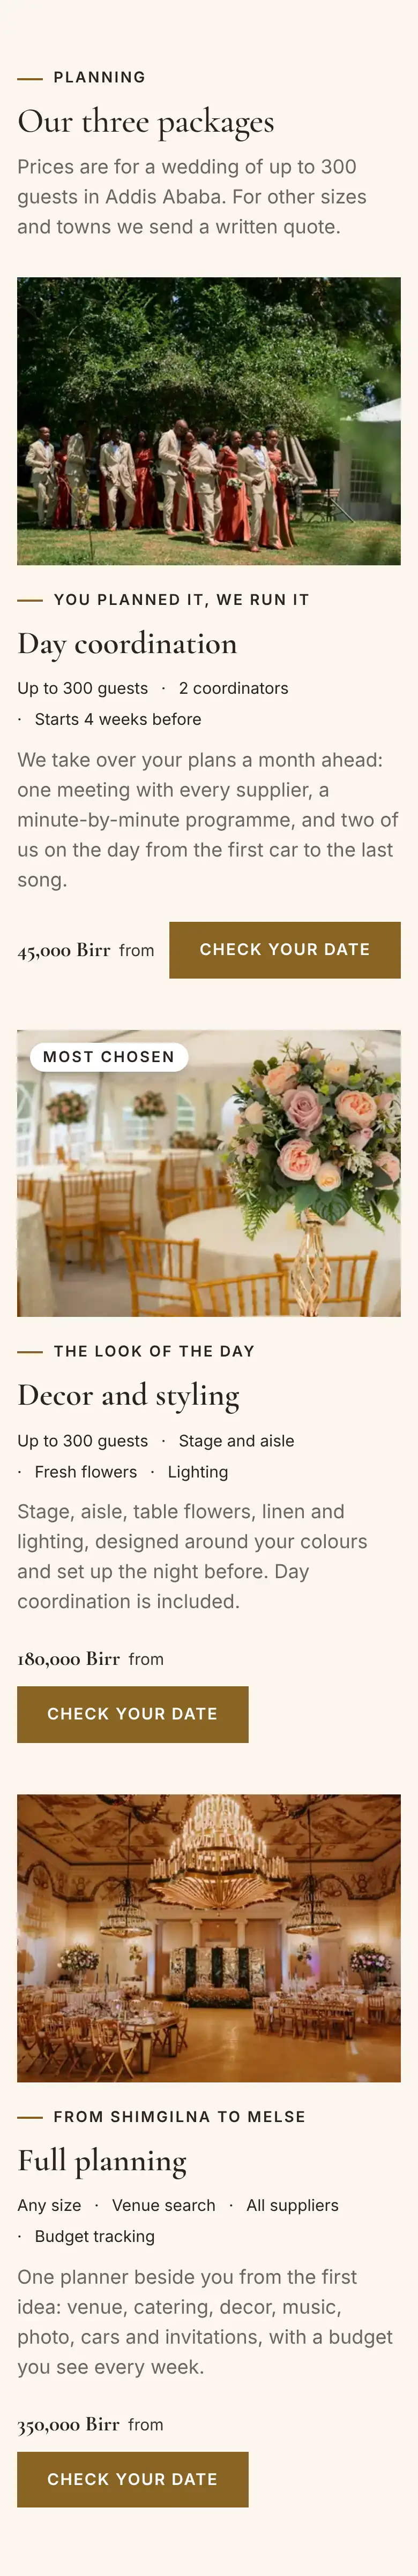 PLANNING
Our three packages
Prices are for a wedding of up to 300
guests in Addis Ababa. For other sizes
and towns we send a written quote.
YOU PLANNED IT, WE RUN IT
Day coordination
Up to 300 guests · 2 coordinators
· Starts 4 weeks before
We take over your plans a month ahead:
one meeting with every supplier, a
minute-by-minute programme, and two of
us on the day from the first car to the last
song.
45,000 Birr from CHECK YOUR DATE
MOST CHOSEN
THE LOOK OF THE DAY
Decor and styling
Up to 300 guests · Stage and aisle
· Fresh flowers · Lighting
Stage, aisle, table flowers, linen and
lighting, designed around your colours
and set up the night before. Day
coordination is included.
180,000 Birr from
CHECK YOUR DATE
FROM SHIMGILNA TO MELSE
Full planning
Any size · Venue search · All suppliers
· Budget tracking
One planner beside you from the first
idea: venue, catering, decor, music,
photo, cars and invitations, with a budget
you see every week.
350,000 Birr from
CHECK YOUR DATE